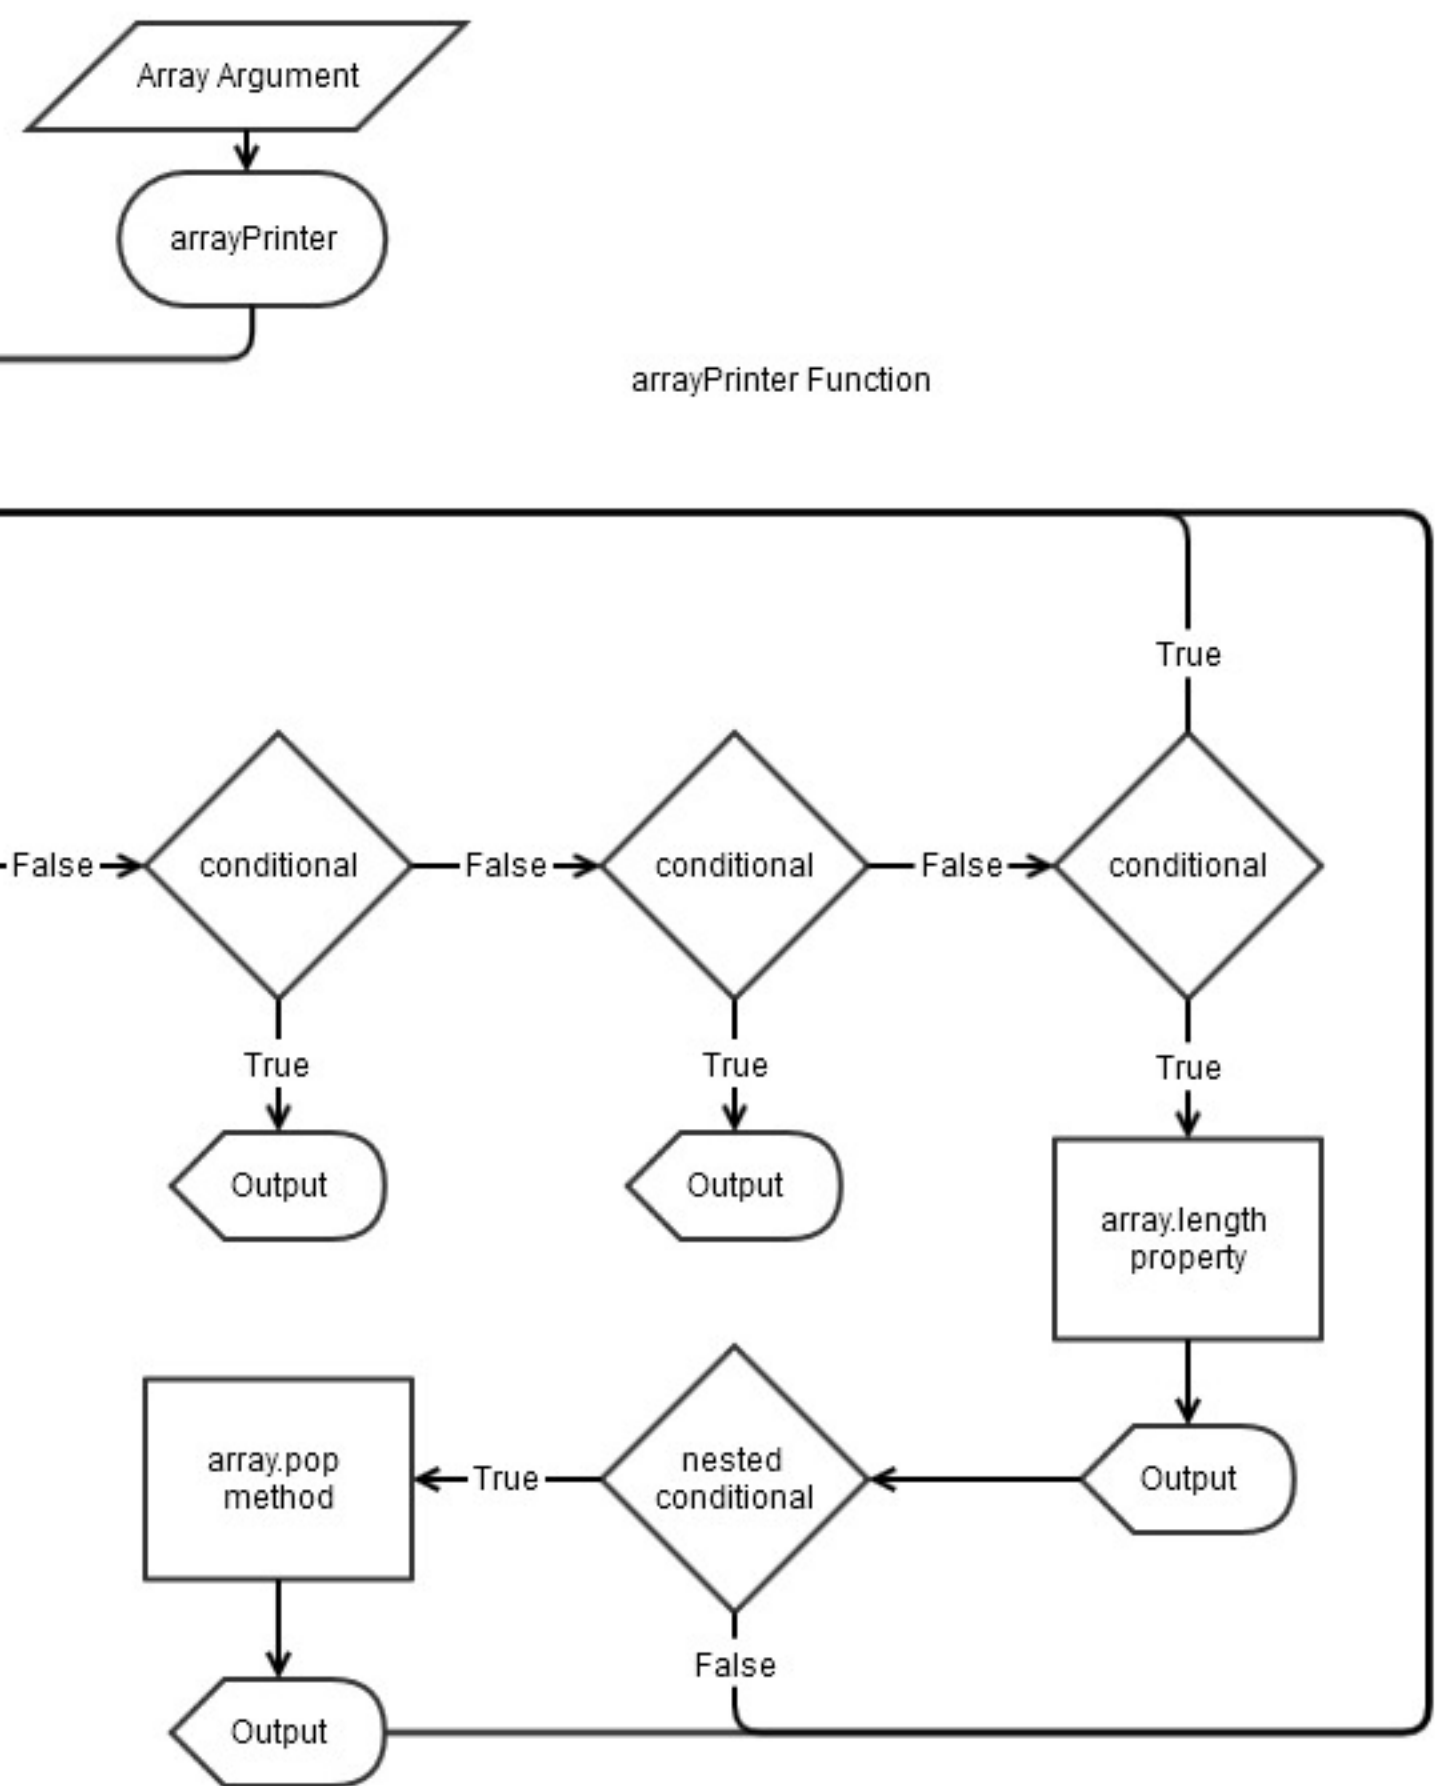 Array Argument
arrayPrinter
arrayPrinter Function
True
False
conditional
False
conditional
False
conditional
True
True
True
Output
Output
array.length
property
array.pop
method
True
nested
conditional
Output
False
Output